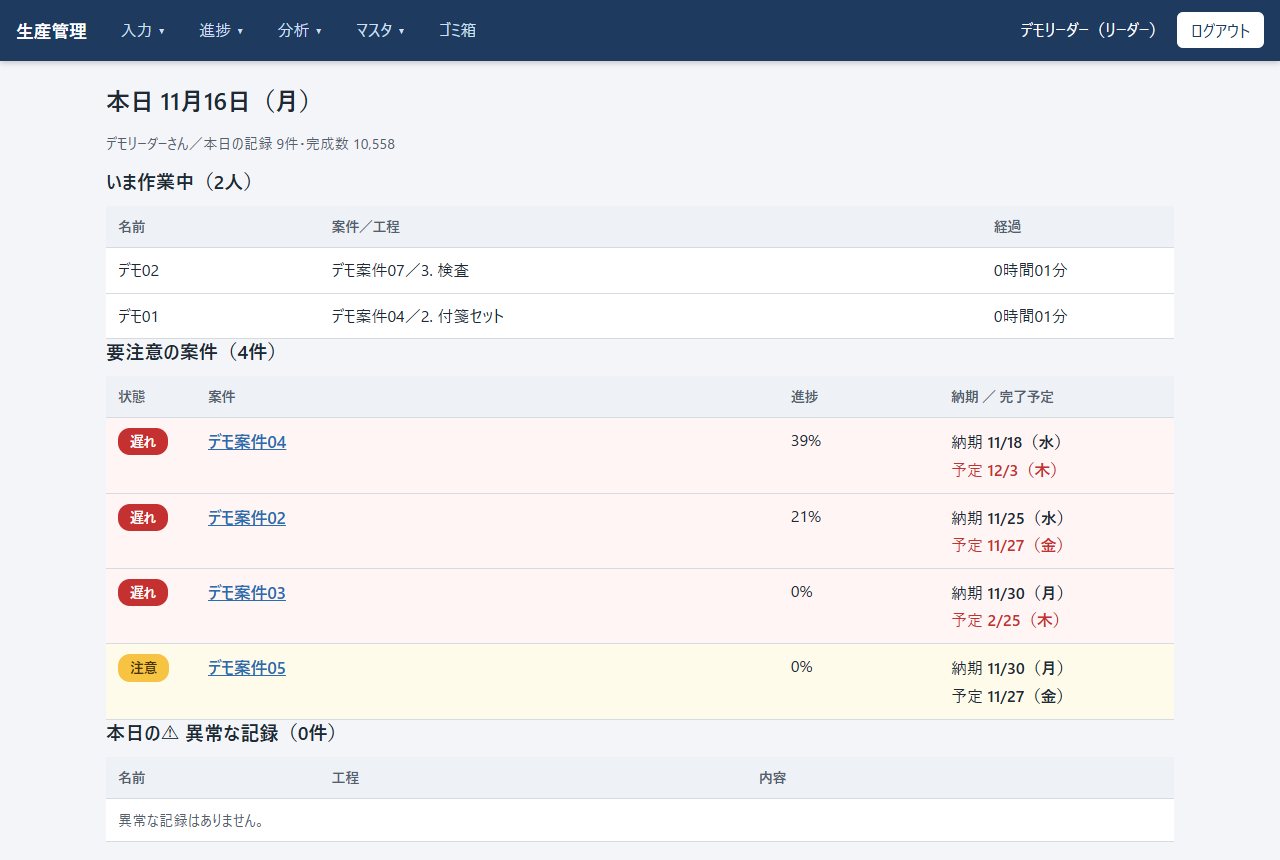 生産管理 入力 ▼ 進捗 ▼ 分析 ▼ マスタ ▼ ゴミ箱 デモリーダー（リーダー） ログアウト
本日 11月16日（月）
デモリーダーさん／本日の記録 9件・完成数 10,558
いま作業中（2人）
名前 案件／工程 経過
デモ02 デモ案件07／3. 検査 0時間01分
デモ01 デモ案件04／2. 付箋セット 0時間01分
要注意の案件（4件）
状態 案件 進捗 納期 ／ 完了予定
遅れ デモ案件04 39% 納期 11/18（水）
予定 12/3（木）
遅れ デモ案件02 21% 納期 11/25（水）
予定 11/27（金）
遅れ デモ案件03 0% 納期 11/30（月）
予定 2/25（木）
注意 デモ案件05 0% 納期 11/30（月）
予定 11/27（金）
本日の⚠ 異常な記録（0件）
名前 工程 内容
異常な記録はありません。